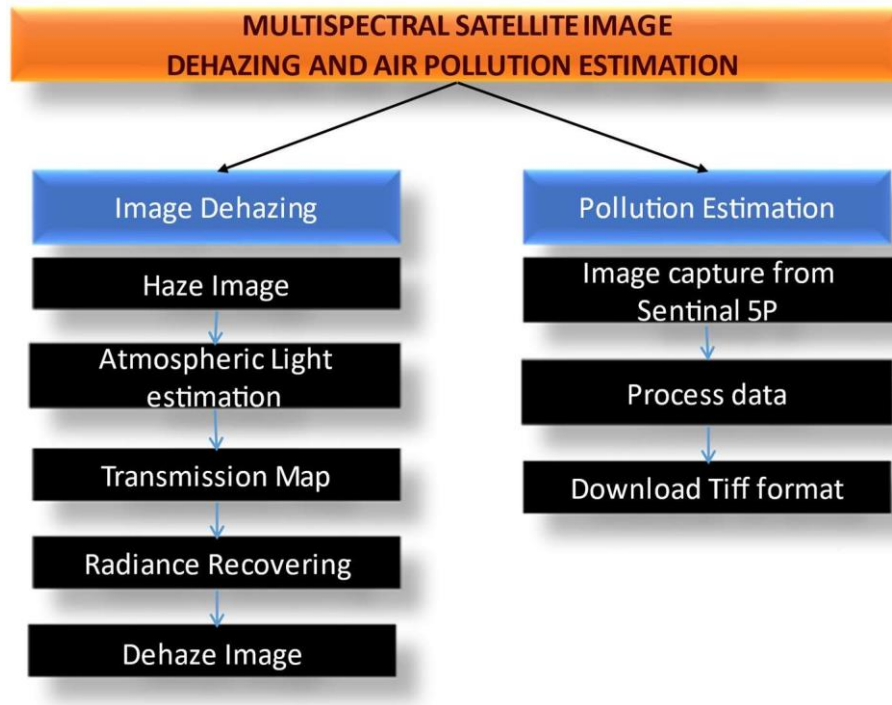 MULTISPECTRAL SATELLITE IMAGE
DEHAZING AND AIR POLLUTION ESTIMATION
Image Dehazing
Haze Image
Atmospheric Light
estimation
Transmission Map
Radiance Recovering
Dehaze Image
Pollution Estimation
Image capture from
Sentinal 5P
Process data
Download Tiff format